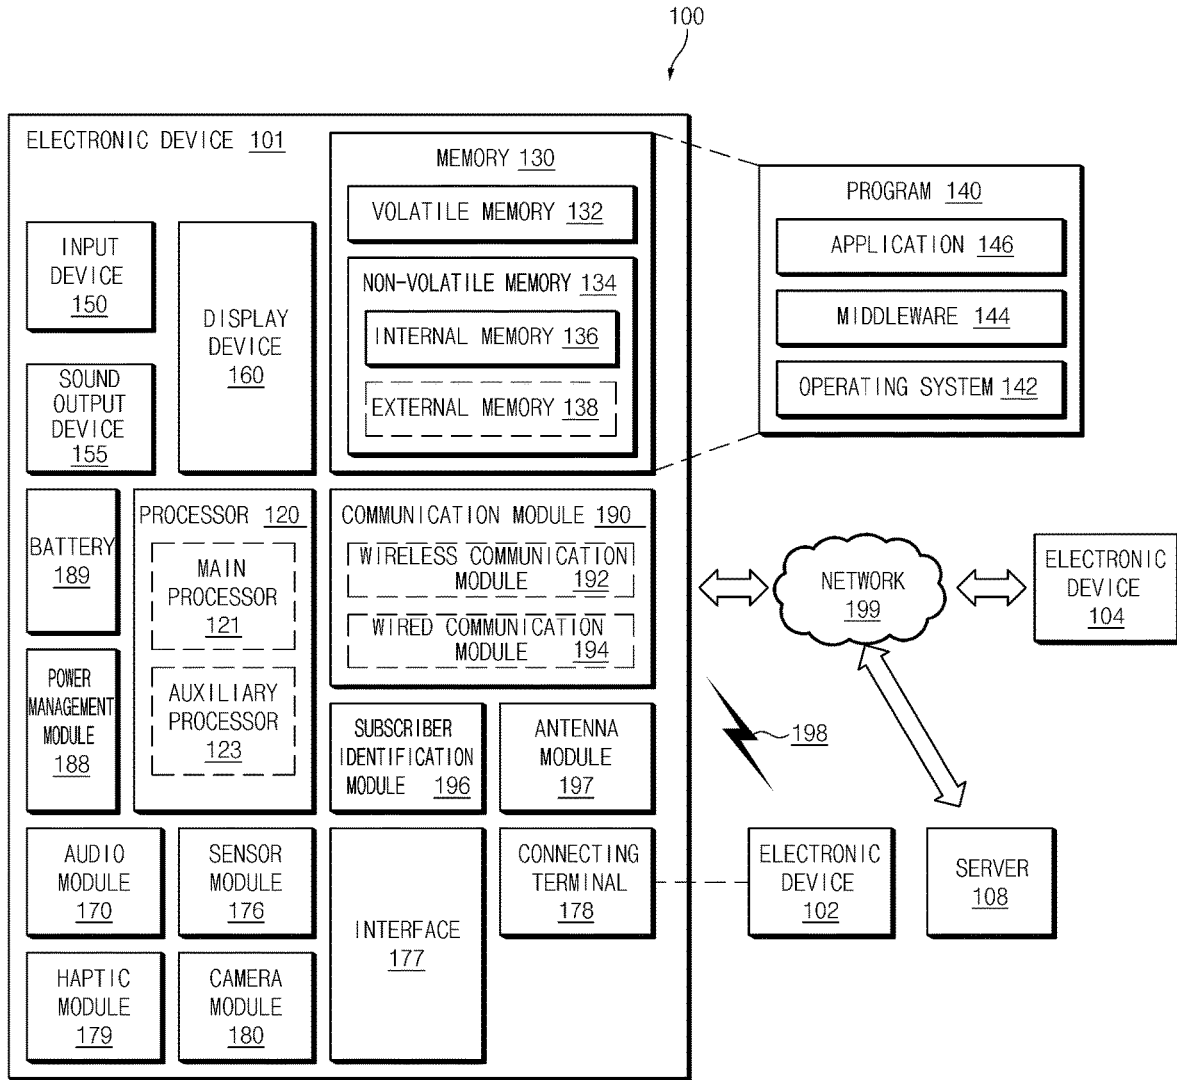 100
ELECTRONIC DEVICE 101
INPUT
DEVICE
150
SOUND
OUTPUT
DEVICE
155
DISPLAY
DEVICE
160
MEMORY 130
VOLATILE MEMORY 132
NON-VOLATILE MEMORY 134
INTERNAL MEMORY 136
EXTERNAL MEMORY 138
PROGRAM 140
APPLICATION 146
MIDDLEWARE 144
OPERATING SYSTEM 142
BATTERY
189
POWER
MANAGEMENT
MODULE
188
PROCESSOR 120
MAIN
PROCESSOR
121
AUXILIARY
PROCESSOR
123
COMMUNICATION MODULE 190
WIRELESS COMMUNICATION
MODULE 192
WIRED COMMUNICATION
MODULE 194
SUBSCRIBER
IDENTIFICATION
MODULE 196
ANTENNA
MODULE
197
NETWORK
199
ELECTRONIC
DEVICE
104
198
AUDIO
MODULE
170
SENSOR
MODULE
176
INTERFACE
177
CONNECTING
TERMINAL
178
ELECTRONIC
DEVICE
102
SERVER
108
HAPTIC
MODULE
179
CAMERA
MODULE
180